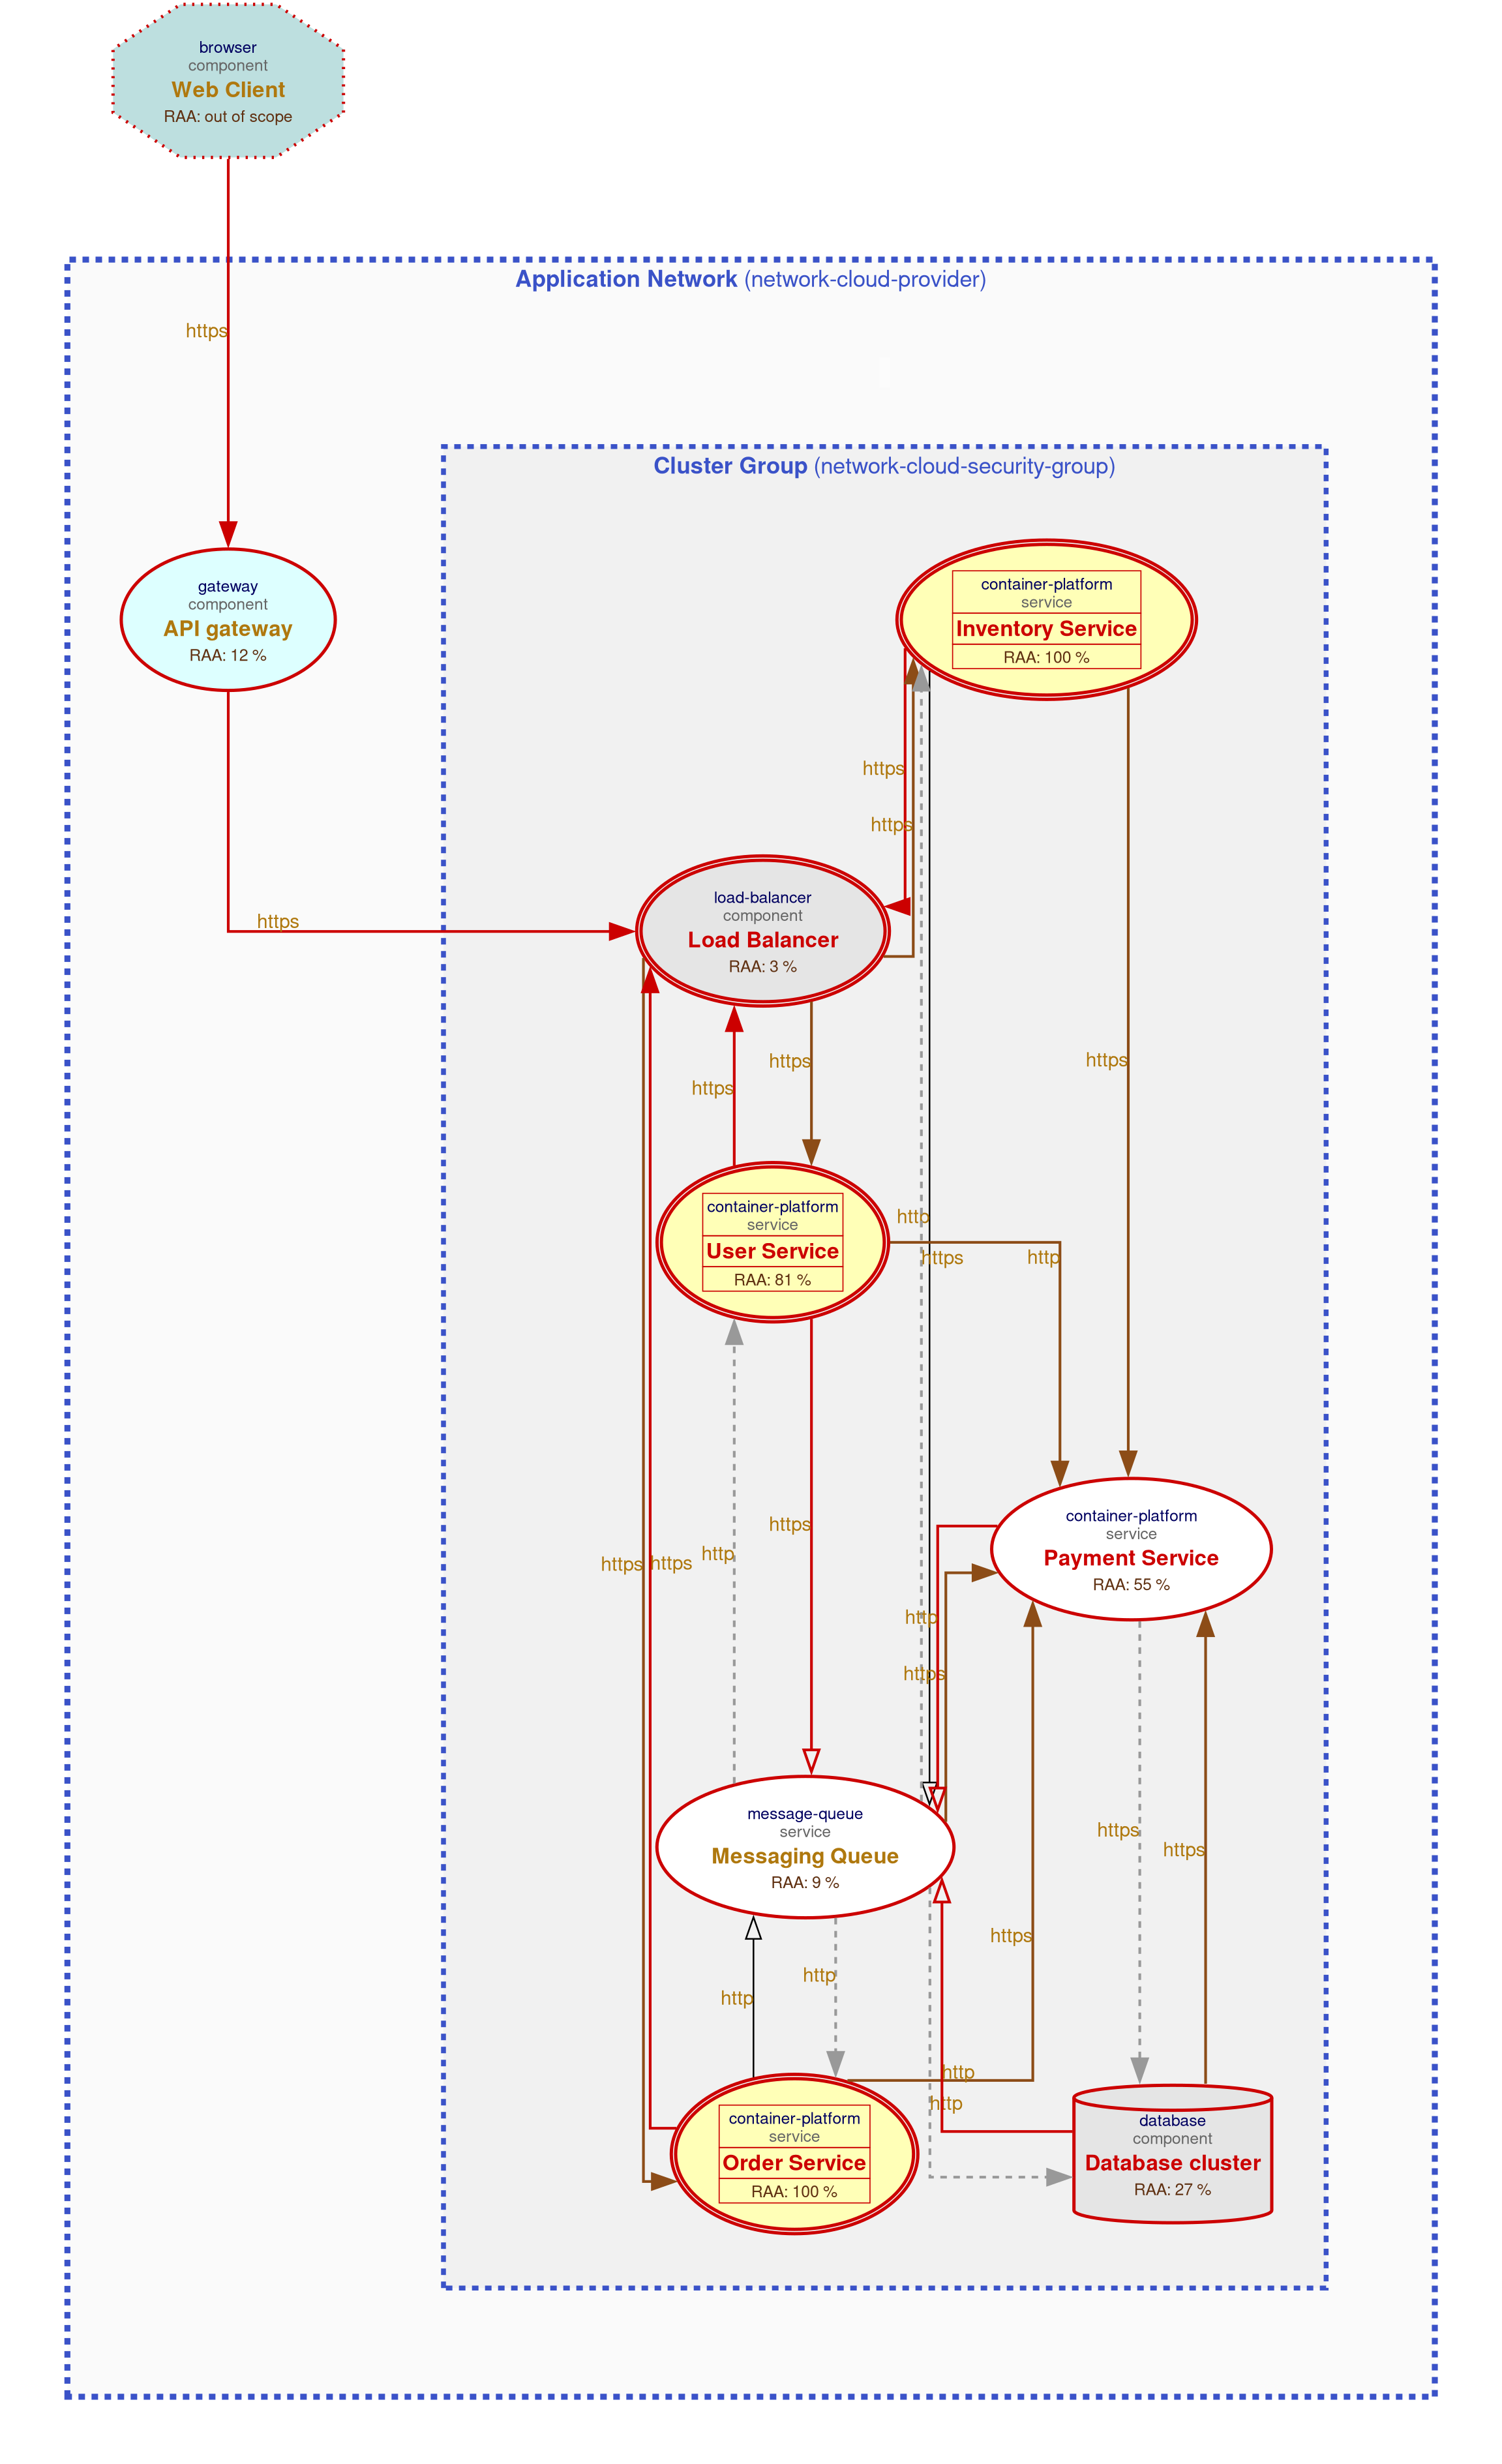 browser
component
Web Client
RAA: out of scope
Application Network (network-cloud-provider)
https
Cluster Group (network-cloud-security-group)
gateway
component
API gateway
RAA: 12 %
container-platform
service
Inventory Service
RAA: 100 %
https
https
https
load-balancer
component
Load Balancer
RAA: 3 %
https
https
https
container-platform
service
User Service
RAA: 81 %
http
https
http
https
container-platform
service
Payment Service
RAA: 55 %
https
https
http
http
https
message-queue
service
Messaging Queue
RAA: 9 %
https
https
https
http
http
http
http
container-platform
service
Order Service
RAA: 100 %
database
component
Database cluster
RAA: 27 %